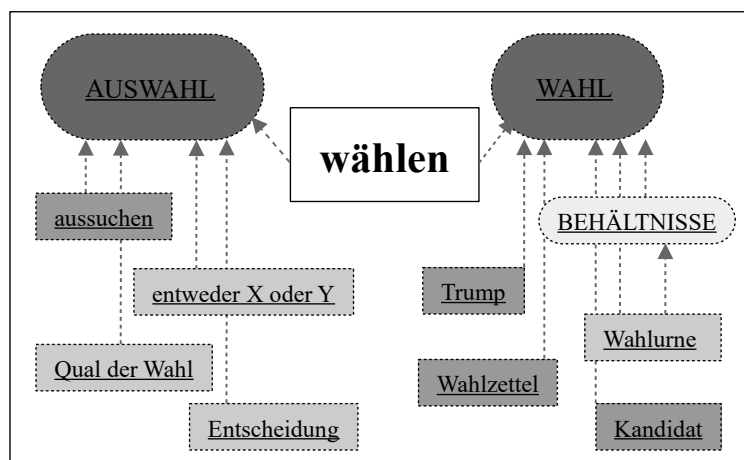 AUSWAHL
WAHL
wählen
aussuchen
BEHÄLTNISSE
entweder X oder Y
Trump
Wahlurne
Qual der Wahl
Wahlzettel
Entscheidung
Kandidat